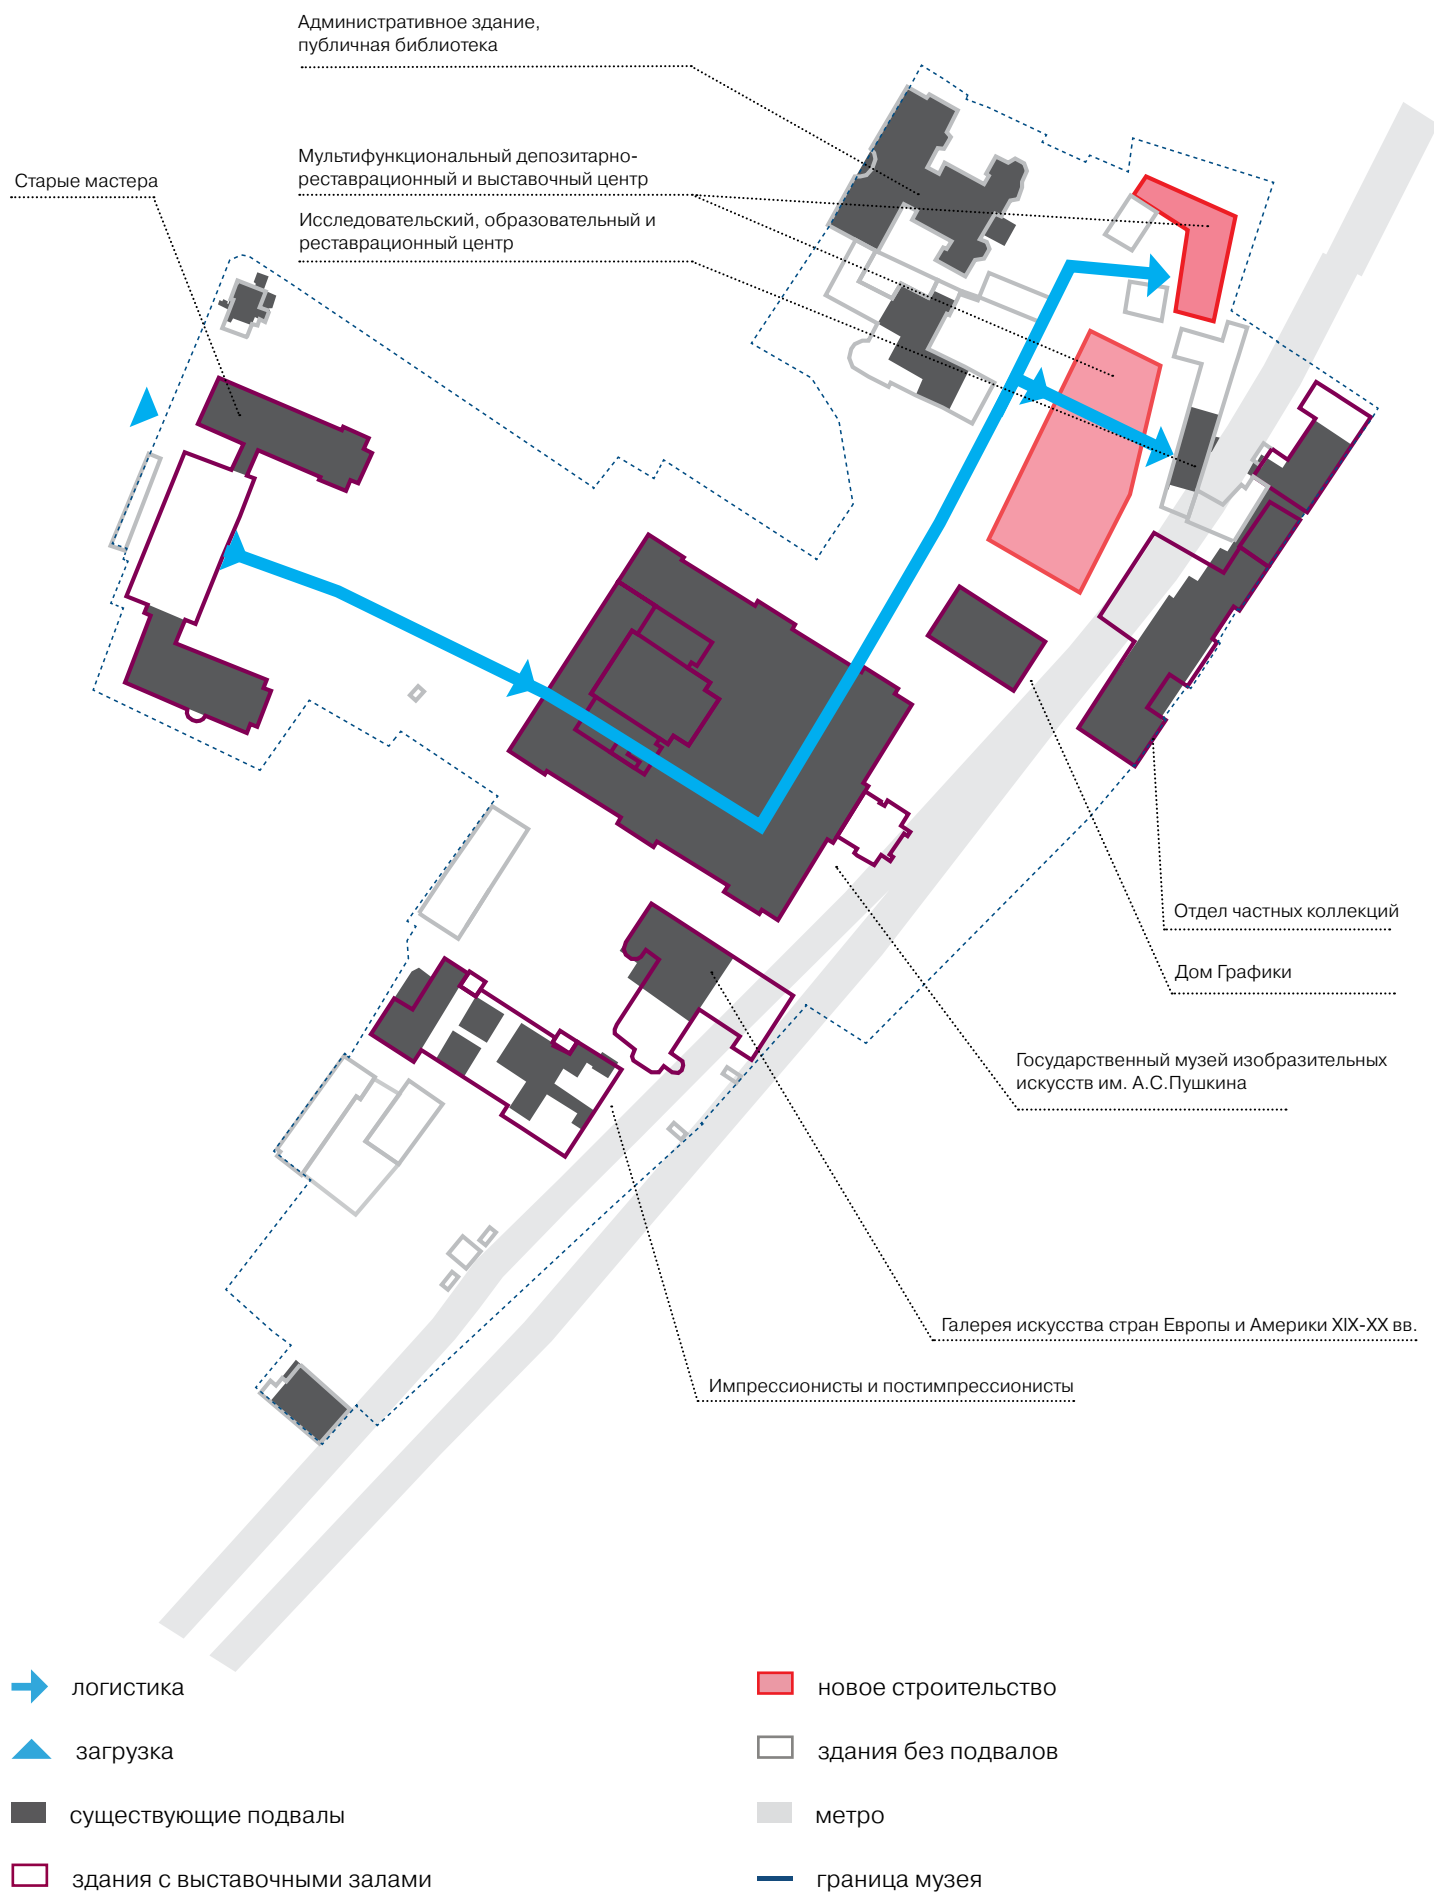 Административное здание,
публичная библиотека
Мультифункциональный депозитарно-
реставрационный и выставочный центр
Старые мастера
Исследовательский, образовательный и
реставрационный центр
Отдел частных коллекций
Дом Графики
Государственный музей изобразительных
искусств им. А.С.Пушкина
Галерея искусства стран Европы и Америки XIX-XX вв.
Импрессионисты и постимпрессионисты
логистика
загрузка
существующие подвалы
здания с выставочными залами
новое строительство
здания без подвалов
метро
граница музея